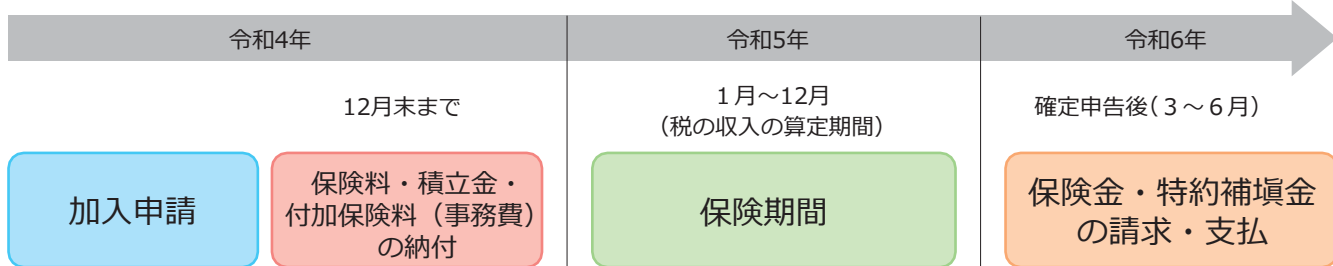 令和4年
令和5年
令和6年
12月末まで
１月～12月
（税の収入の算定期間）
確定申告後（３～６月）
加入申請
保険料・積立金・
付加保険料（事務費）
の納付
保険期間
保険金・特約補塡金
の請求・支払